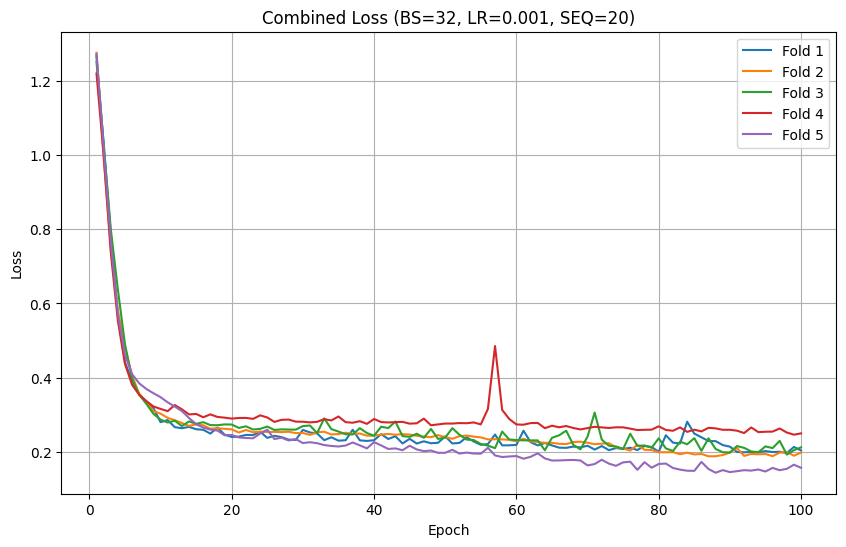 Combined Loss (BS=32, LR=0.001, SEQ=20)
Fold 1
Fold 2
Fold 3
Fold 4
Fold 5
Loss
1.2
1.0
0.8
0.6
0.4
0.2
0 20 40 60 80 100
Epoch